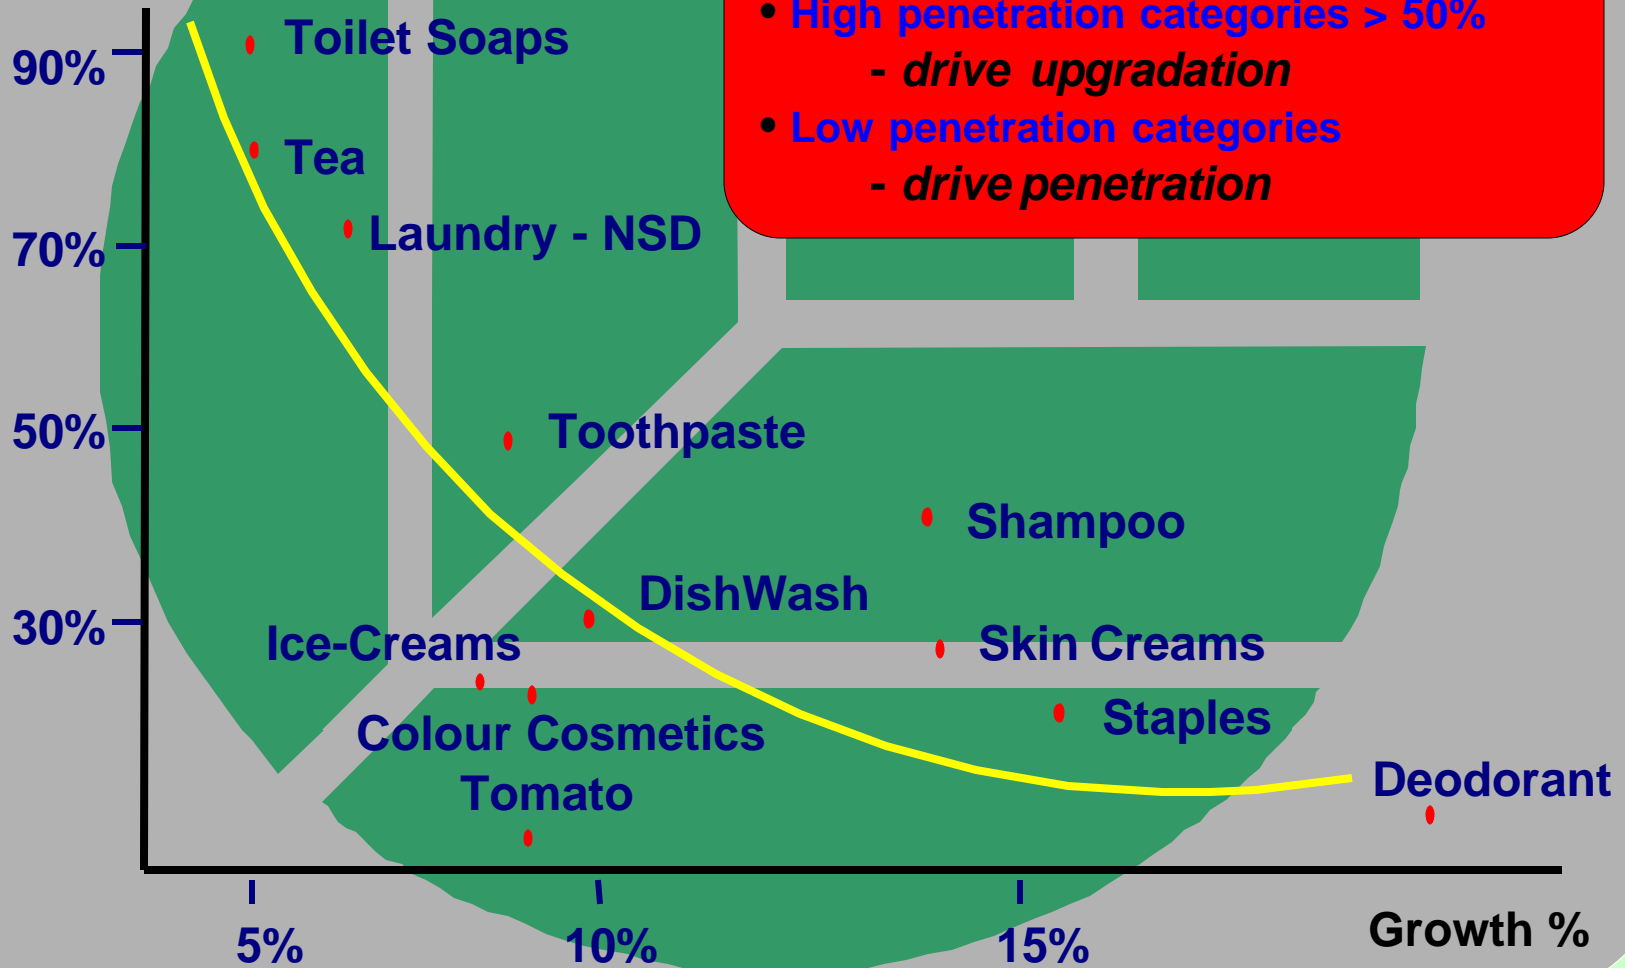 • High penetration categories > 50%
- drive upgradation
• Low penetration categories
- drive penetration
90%
Toilet Soaps
Tea
70%
Laundry - NSD
50%
Toothpaste
Shampoo
DishWash
30%
Ice-Creams
Skin Creams
Colour Cosmetics
Staples
Tomato
Deodorant
5%
10%
15%
Growth %